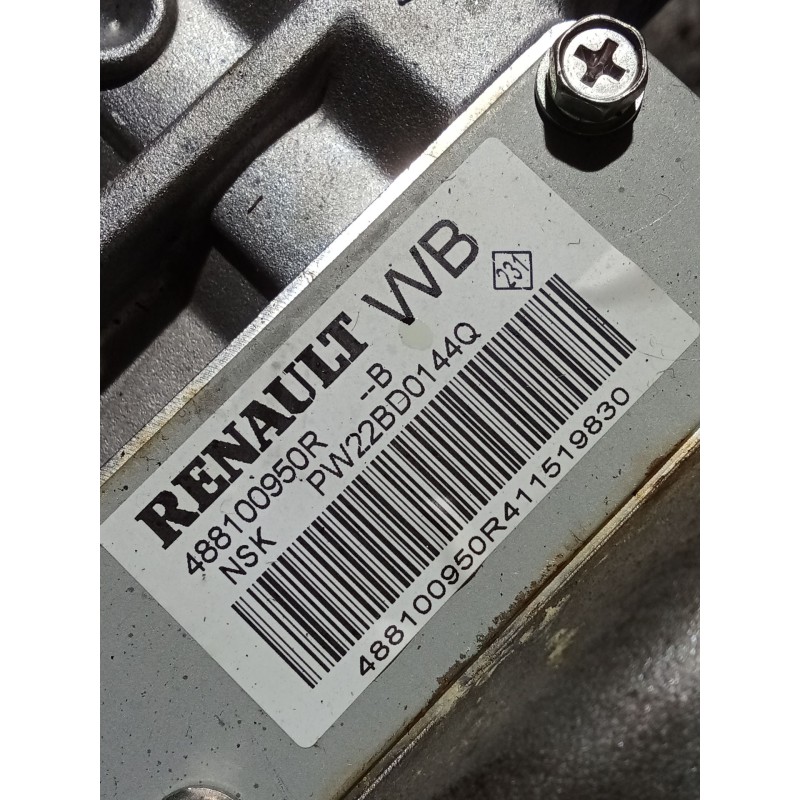 RENAULT WB
488100950R -B
NSK PW22BD0144Q
231
488100950R411519830